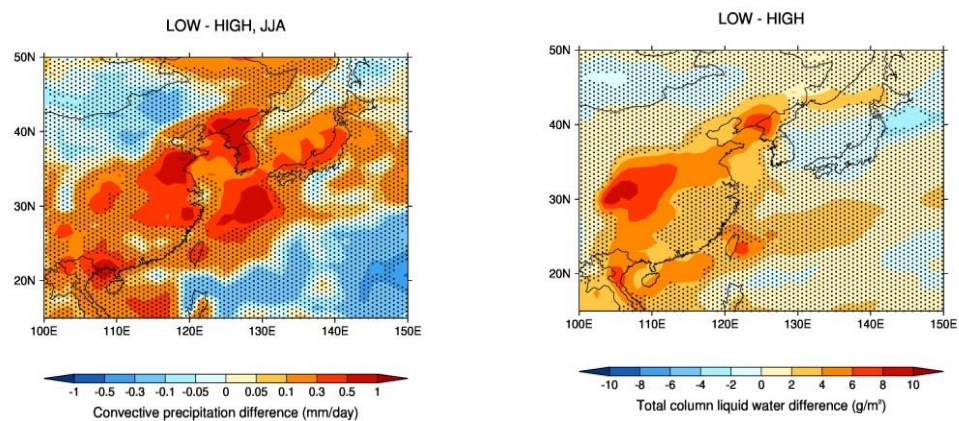 LOW - HIGH, JJA
50N
40N
30N
20N
100E 110E 120E 130E 140E 150E
-1 -0.5 -0.3 -0.1 -0.05 0 0.05 0.1 0.3 0.5 1
Convective precipitation difference (mm/day)
LOW - HIGH
50N
40N
30N
20N
100E 110E 120E 130E 140E 150E
-10 -8 -6 -4 -2 0 2 4 6 8 10
Total column liquid water difference (g/m²)